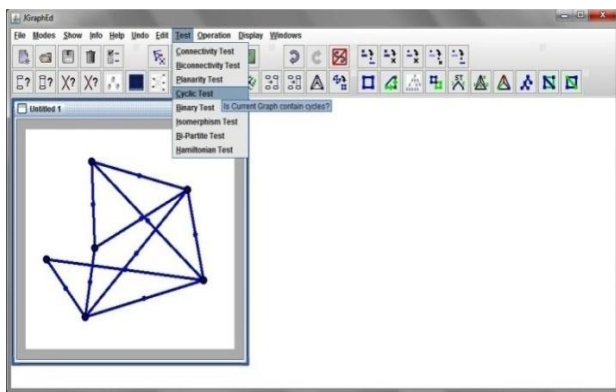 JGraphEd
File Modes Show Info Help Undo Edit Test Operation Display Windows
Connectivity Test
Biconnectivity Test
Planarity Test
Cyclic Test
Is Current Graph contain cycles?
Binary Test
Isomerphism Test
Bi-Partite Test
Hamiltonian Test
Untitled 1